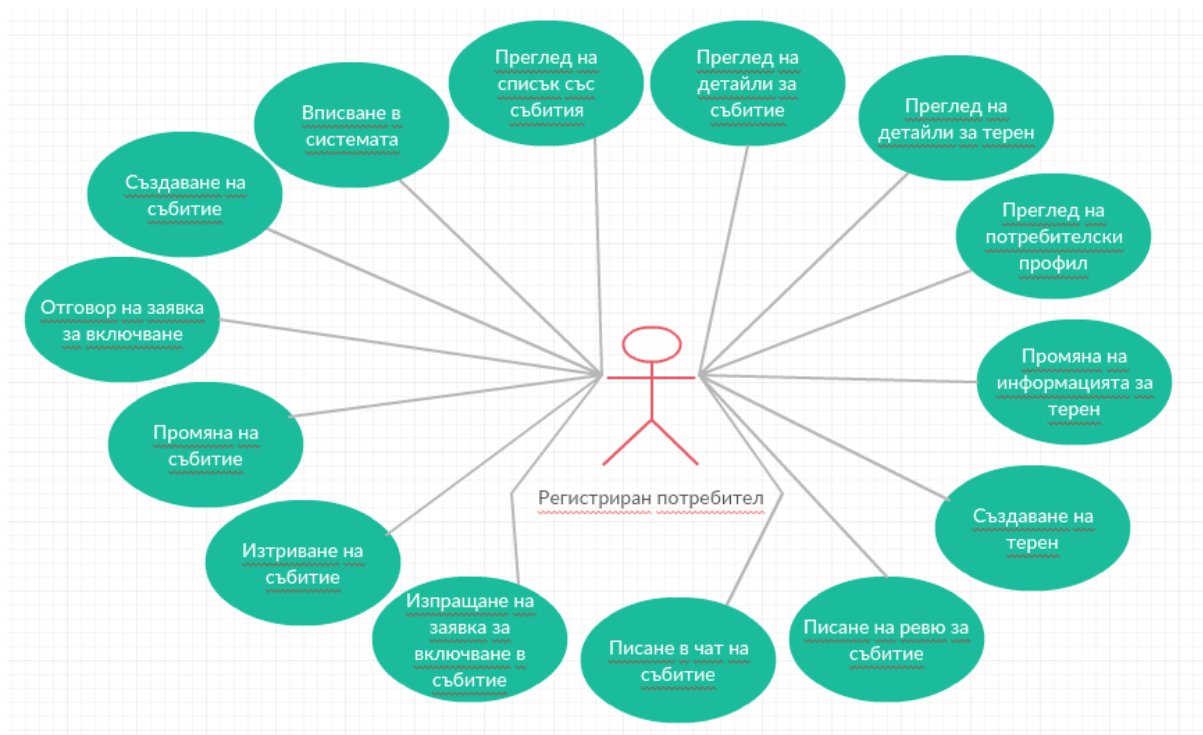 Преглед на
списък със
събития
Преглед на
детайли за
събитие
Преглед на
детайли за терен
Вписване в
системата
Създаване на
събитие
Преглед на
потребителски
профил
Отговор на заявка
за включване
Промяна на
информацията за
терен
Промяна на
събитие
Регистриран потребител
Създаване на
терен
Изтриване на
събитие
Изпращане на
заявка за
включване в
събитие
Писане в чат на
събитие
Писане на ревю за
събитие